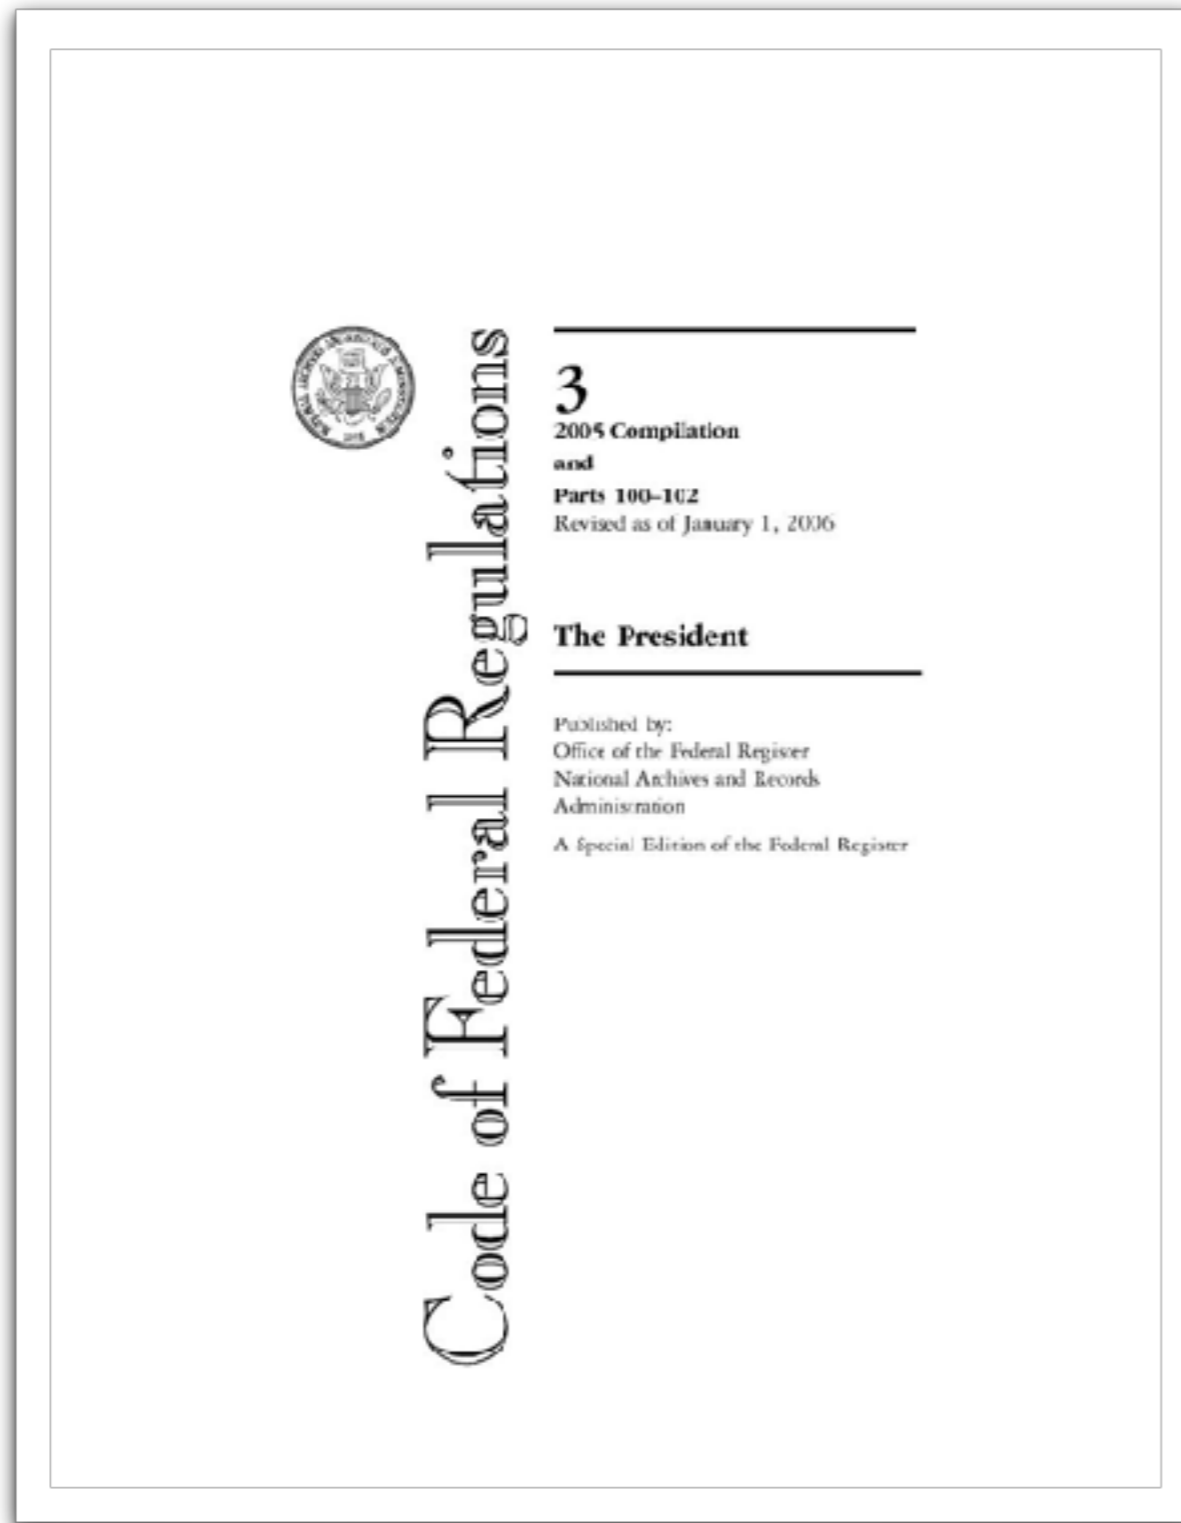 Code of Federal Regulations
3
2005 Compilation
and
Parts 100–102
Revised as of January 1, 2006
The President
Published by:
Office of the Federal Register
National Archives and Records
Administration
A Special Edition of the Federal Register